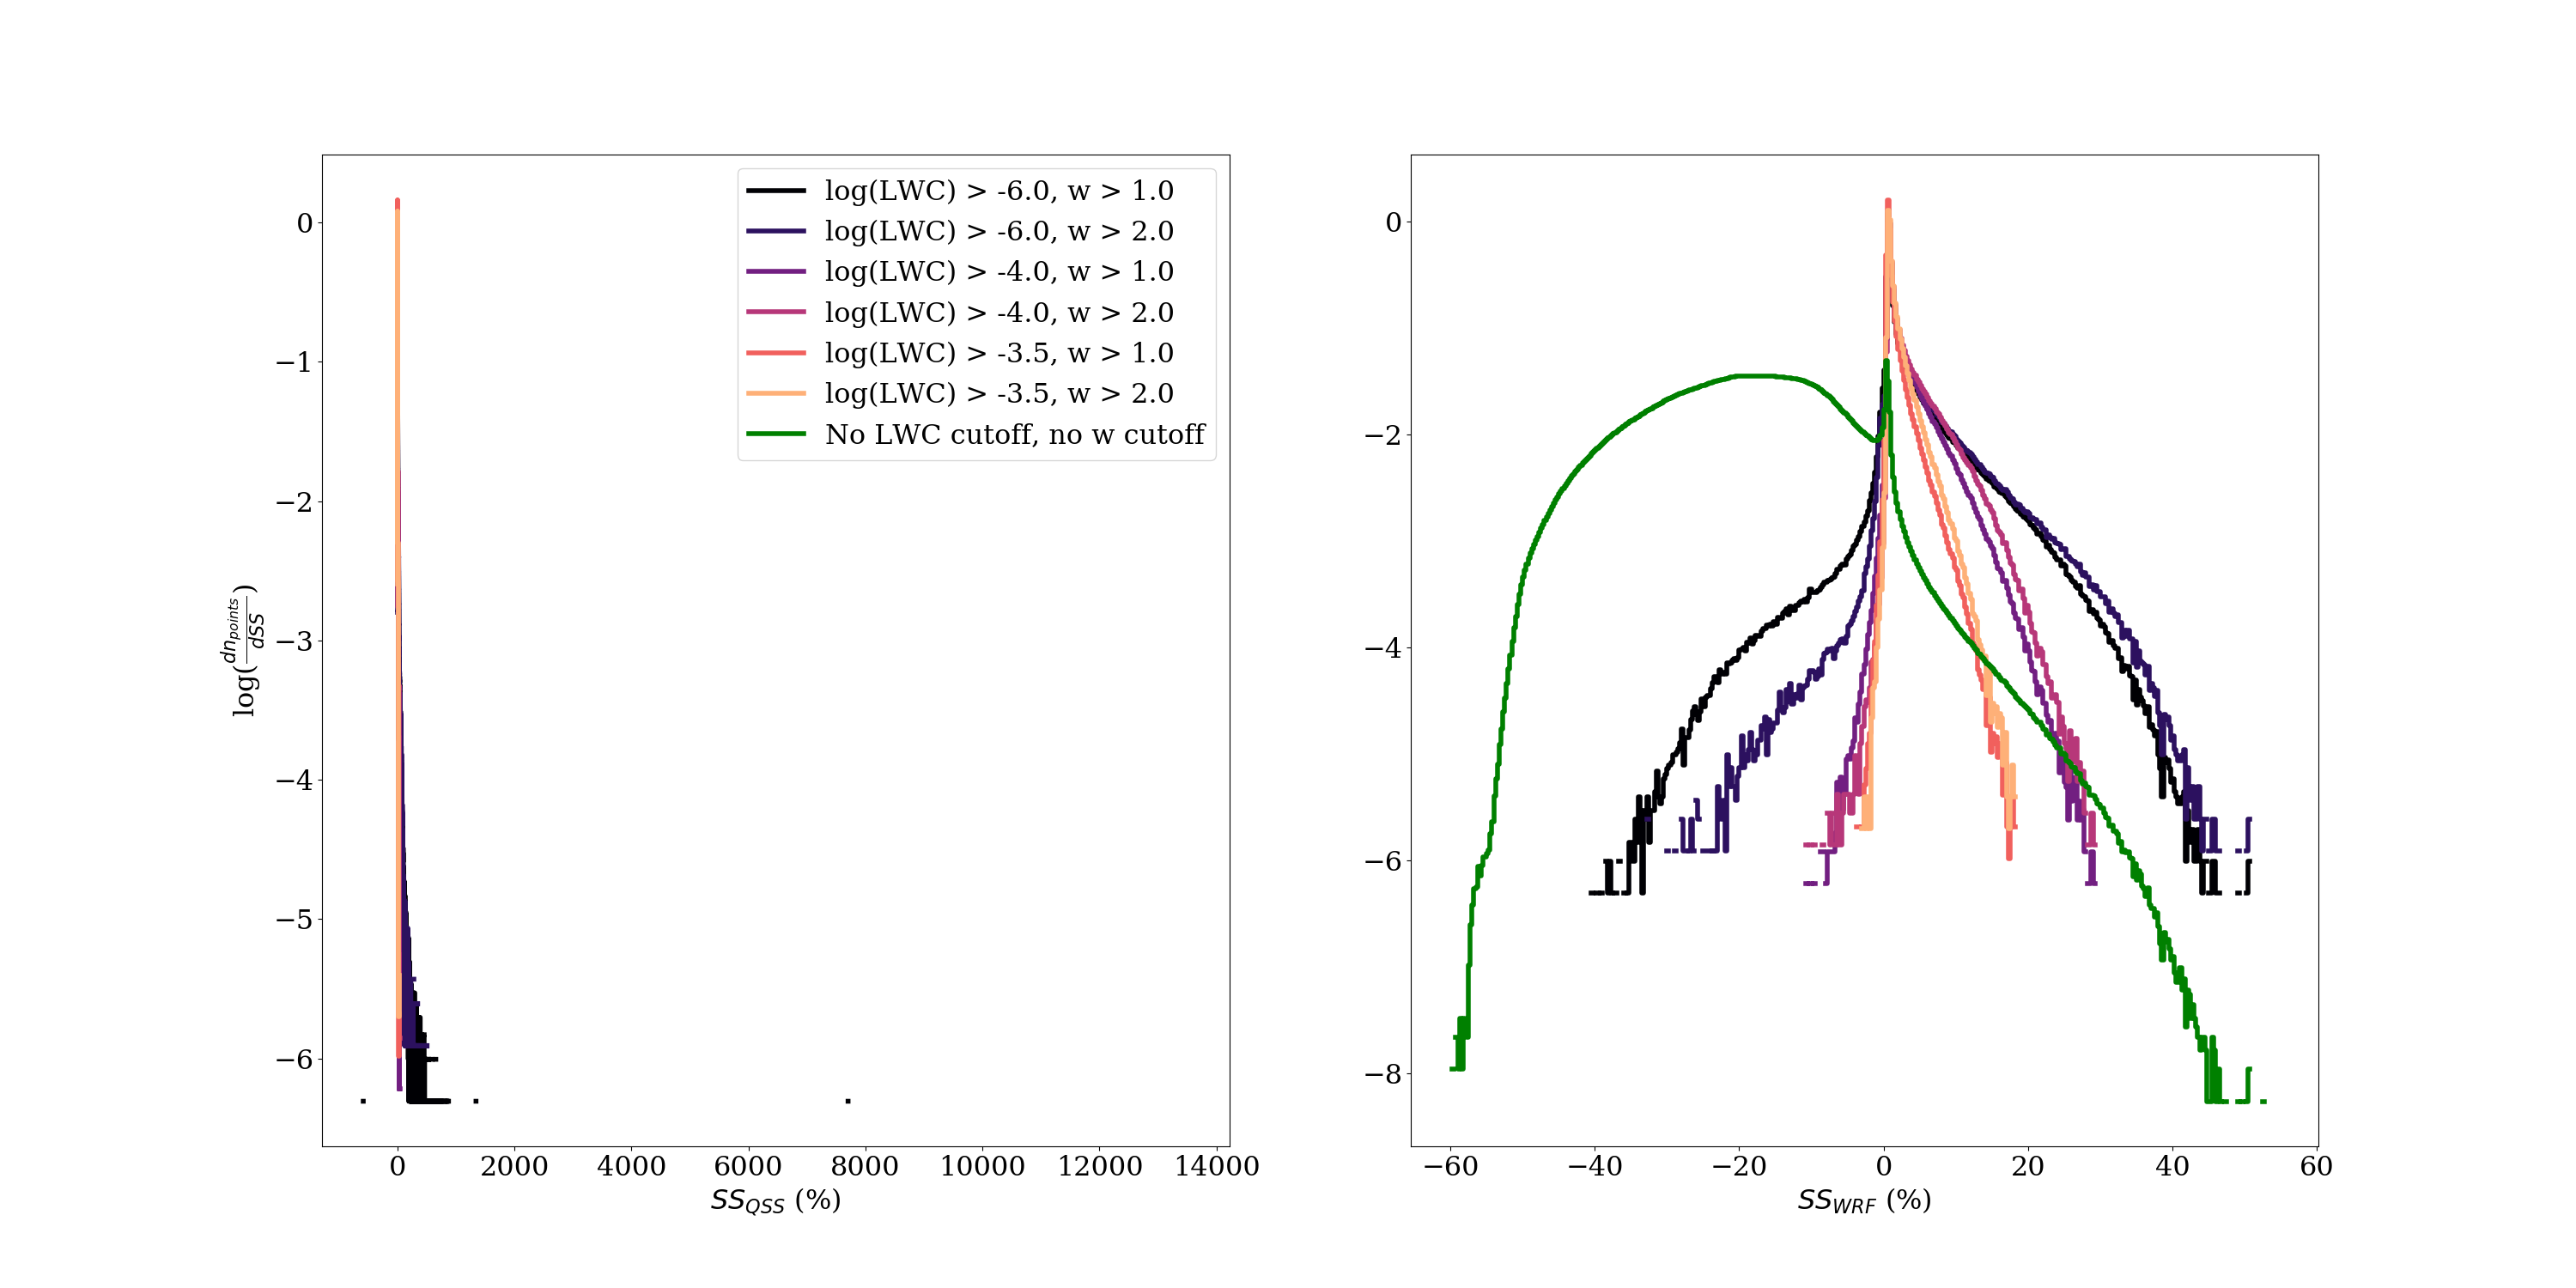 log(LWC) > -6.0, w > 1.0
log(LWC) > -6.0, w > 2.0
log(LWC) > -4.0, w > 1.0
log(LWC) > -4.0, w > 2.0
log(LWC) > -3.5, w > 1.0
log(LWC) > -3.5, w > 2.0
No LWC cutoff, no w cutoff
0
−1
−2
−3
−4
−5
−6
log(dn_points/dSS)
0 2000 4000 6000 8000 10000 12000 14000
SS_QSS (%)
0
−2
−4
−6
−8
−60 −40 −20 0 20 40 60
SS_WRF (%)